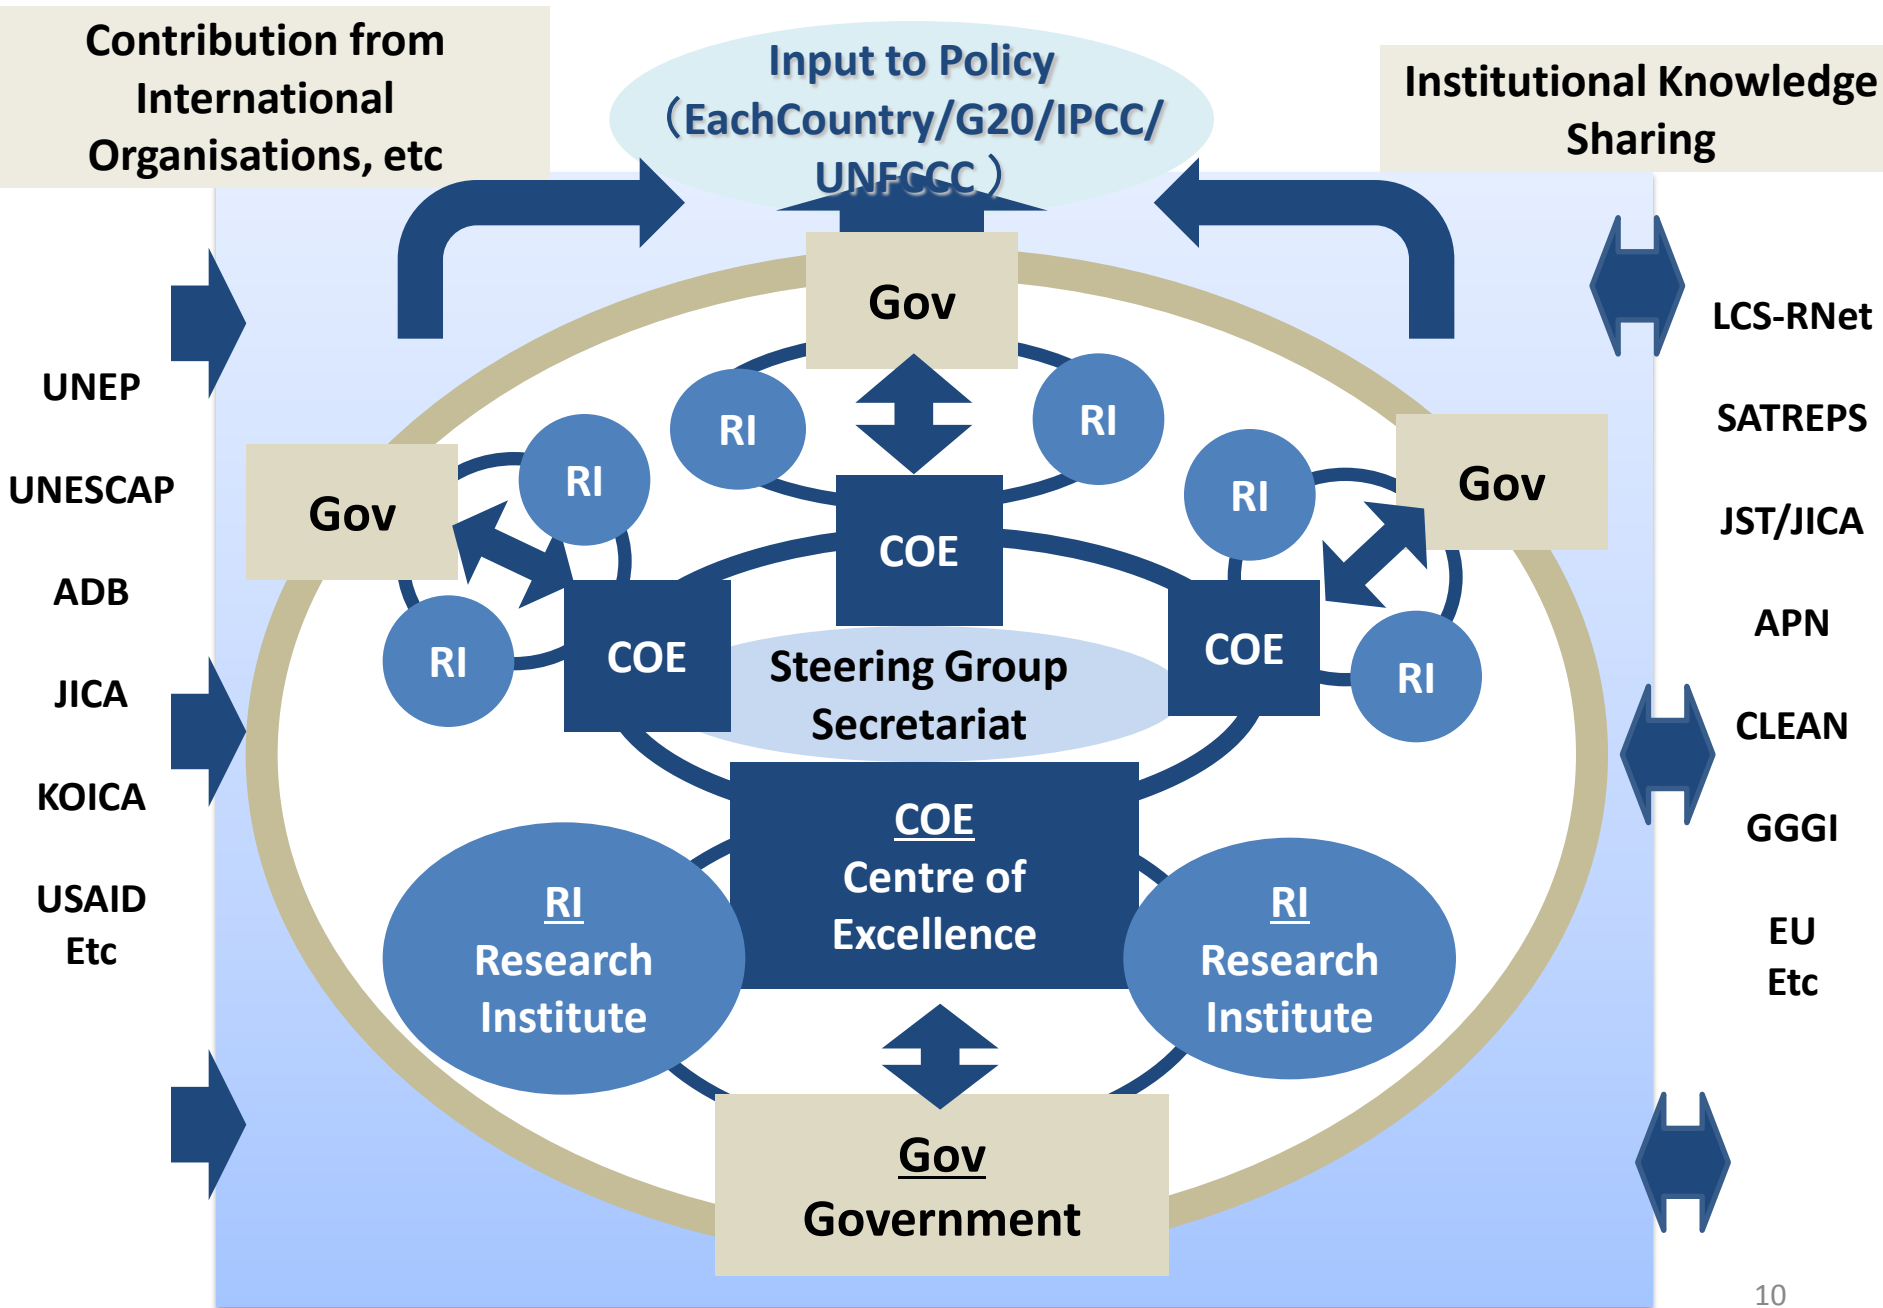 Contribution from
International
Organisations, etc
Input to Policy
（EachCountry/G20/IPCC/
UNFCCC ）
Institutional Knowledge
Sharing
UNEP
UNESCAP
ADB
JICA
KOICA
USAID
Etc
Gov
RI
RI
COE
Gov
RI
RI
COE
Gov
RI
RI
COE
Steering Group
Secretariat
COE
Centre of
Excellence
RI
Research
Institute
RI
Research
Institute
Gov
Government
LCS-RNet
SATREPS
JST/JICA
APN
CLEAN
GGGI
EU
Etc
10